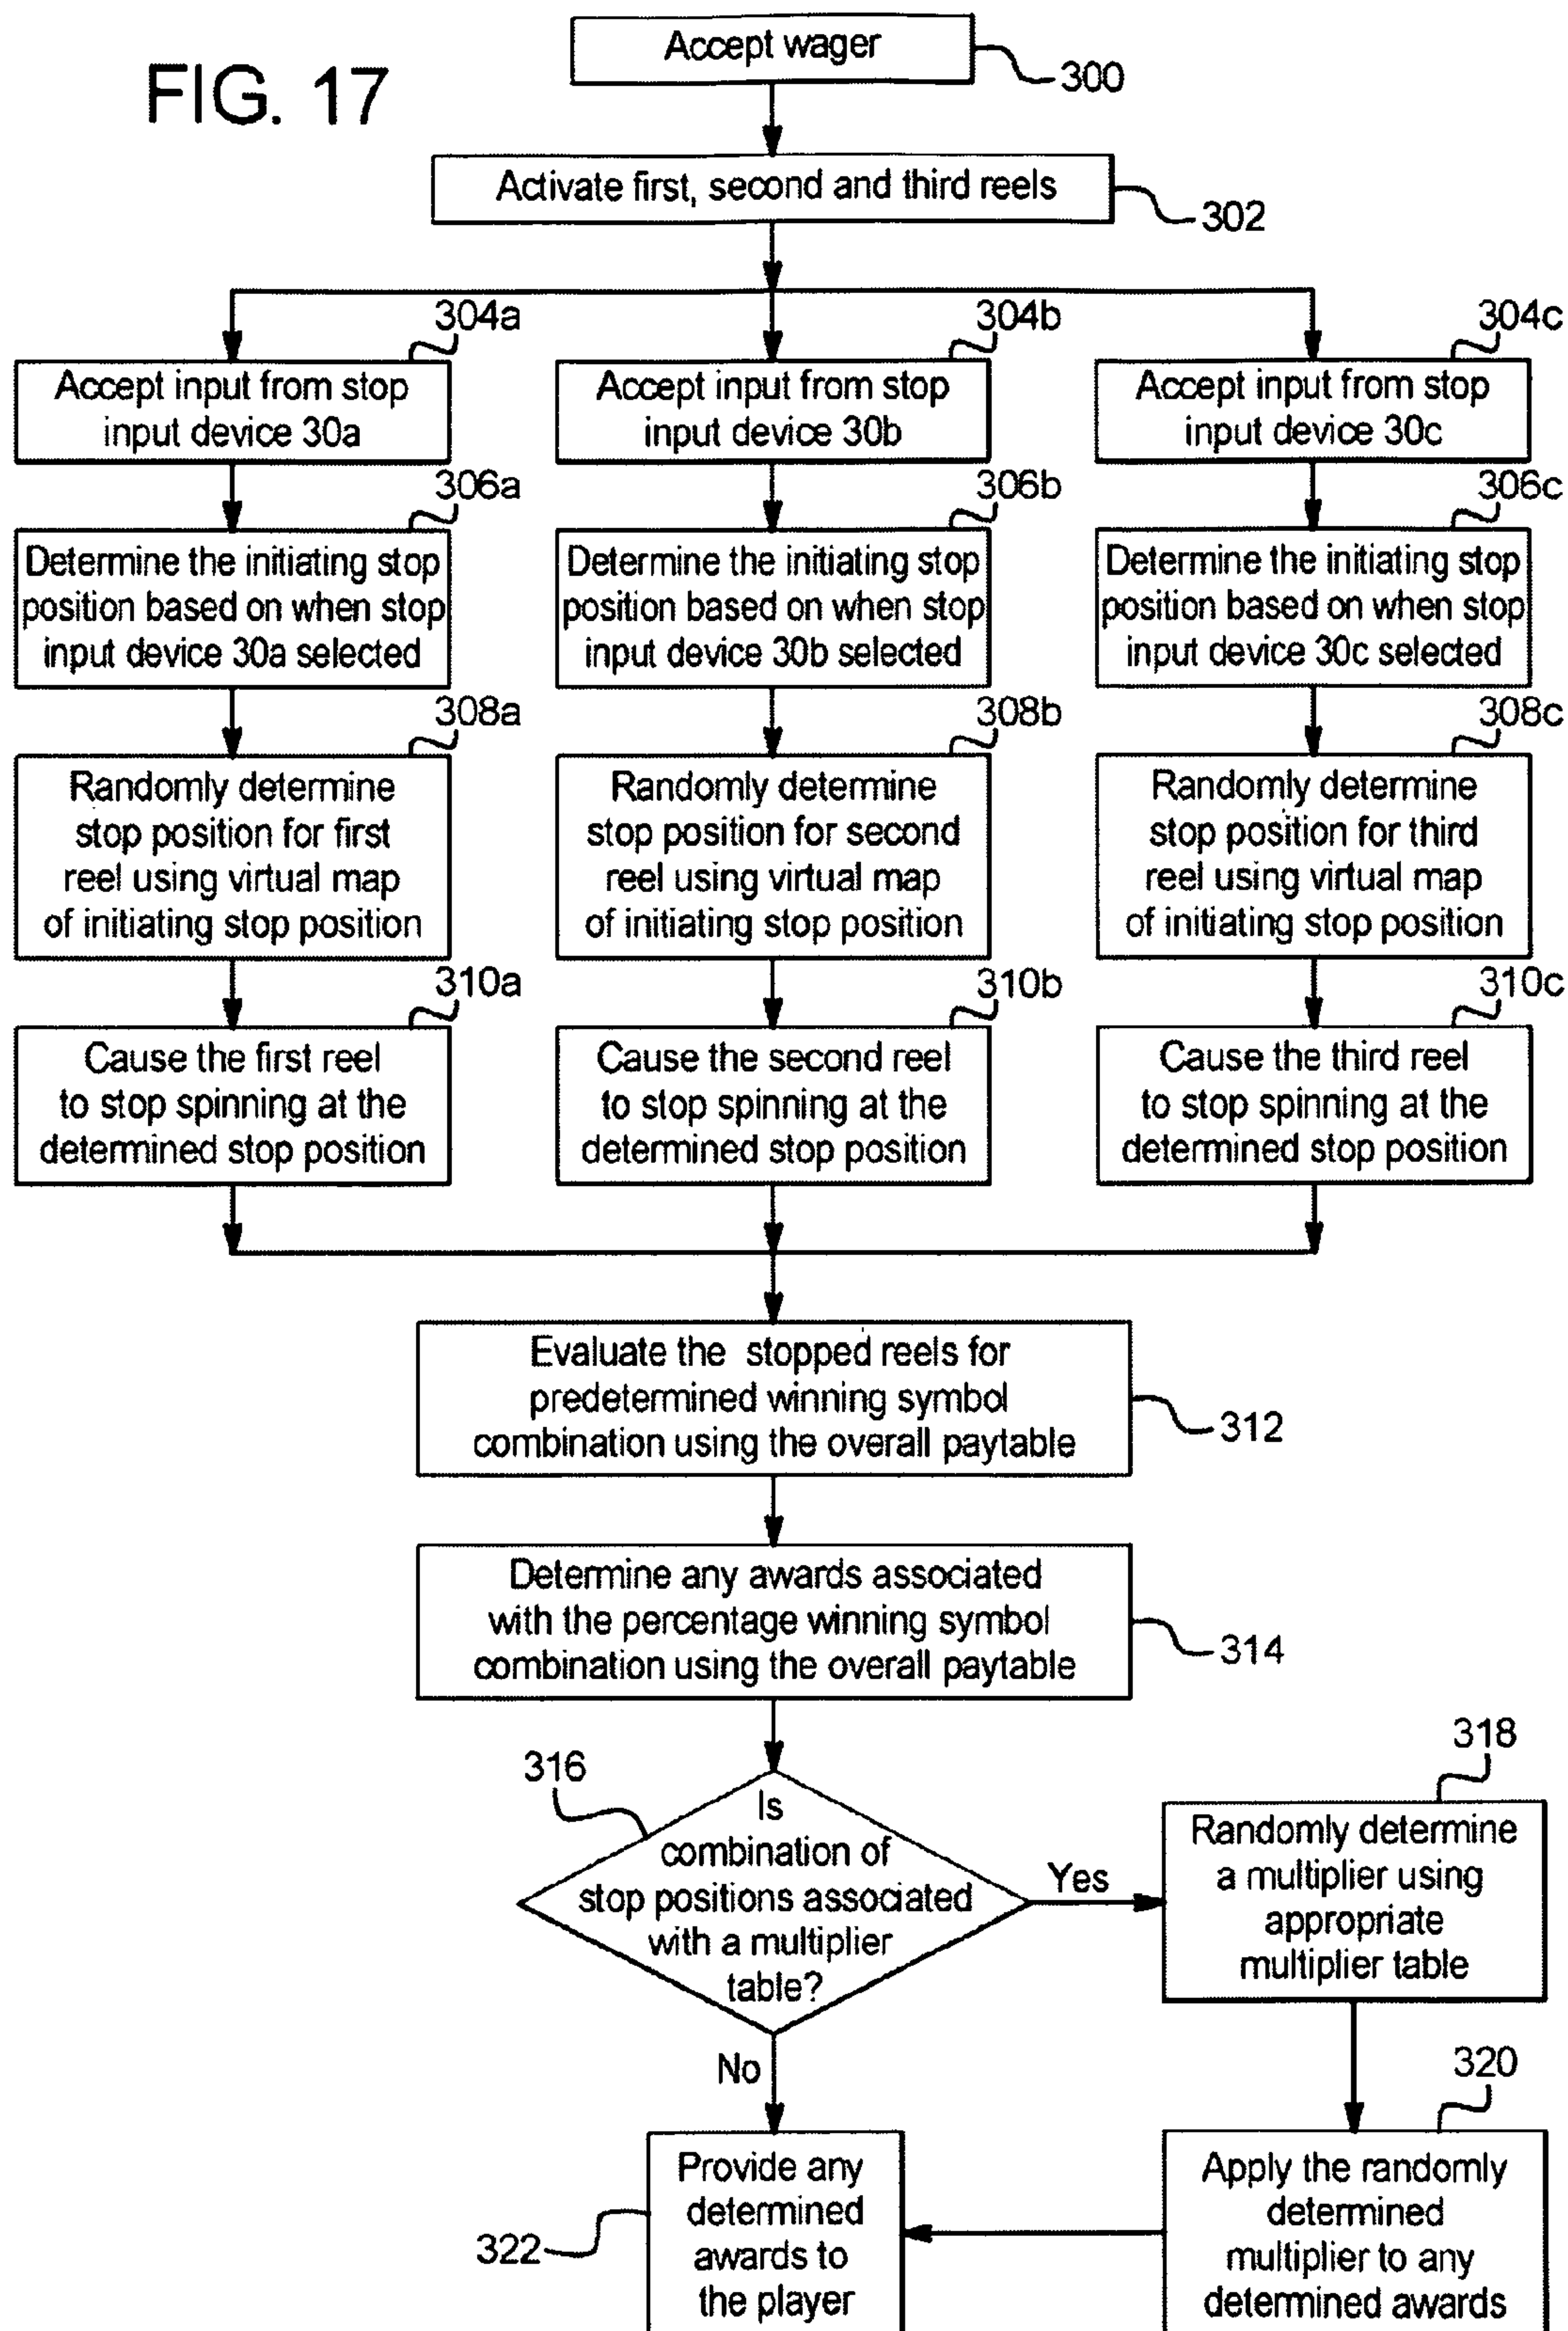 FIG. 17
Accept wager
300
Activate first, second and third reels
302
304a
Accept input from stop
input device 30a
304b
Accept input from stop
input device 30b
304c
Accept input from stop
input device 30c
306a
Determine the initiating stop
position based on when stop
input device 30a selected
306b
Determine the initiating stop
position based on when stop
input device 30b selected
306c
Determine the initiating stop
position based on when stop
input device 30c selected
308a
Randomly determine
stop position for first
reel using virtual map
of initiating stop position
308b
Randomly determine
stop position for second
reel using virtual map
of initiating stop position
308c
Randomly determine
stop position for third
reel using virtual map
of initiating stop position
310a
Cause the first reel
to stop spinning at the
determined stop position
310b
Cause the second reel
to stop spinning at the
determined stop position
310c
Cause the third reel
to stop spinning at the
determined stop position
Evaluate the stopped reels for
predetermined winning symbol
combination using the overall paytable
312
Determine any awards associated
with the percentage winning symbol
combination using the overall paytable
314
316
Is
combination of
stop positions associated
with a multiplier
table?
Yes
No
318
Randomly determine
a multiplier using
appropriate
multiplier table
320
Apply the randomly
determined
multiplier to any
determined awards
322
Provide any
determined
awards to
the player